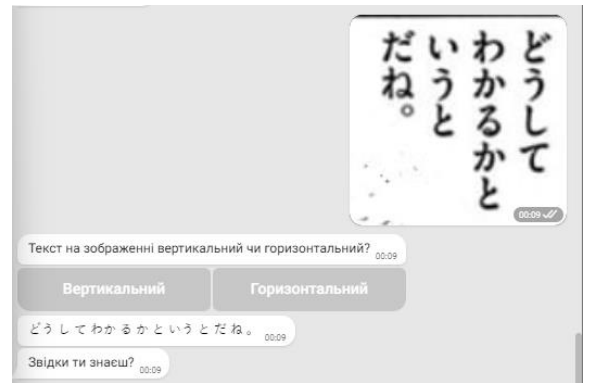 どうして
わかるかと
いうと
だね。
00:09
Текст на зображенні вертикальний чи горизонтальний?
00:09
Вертикальний
Горизонтальний
どうしてわかるかというとだね。
00:09
Звідки ти знаєш?
00:09